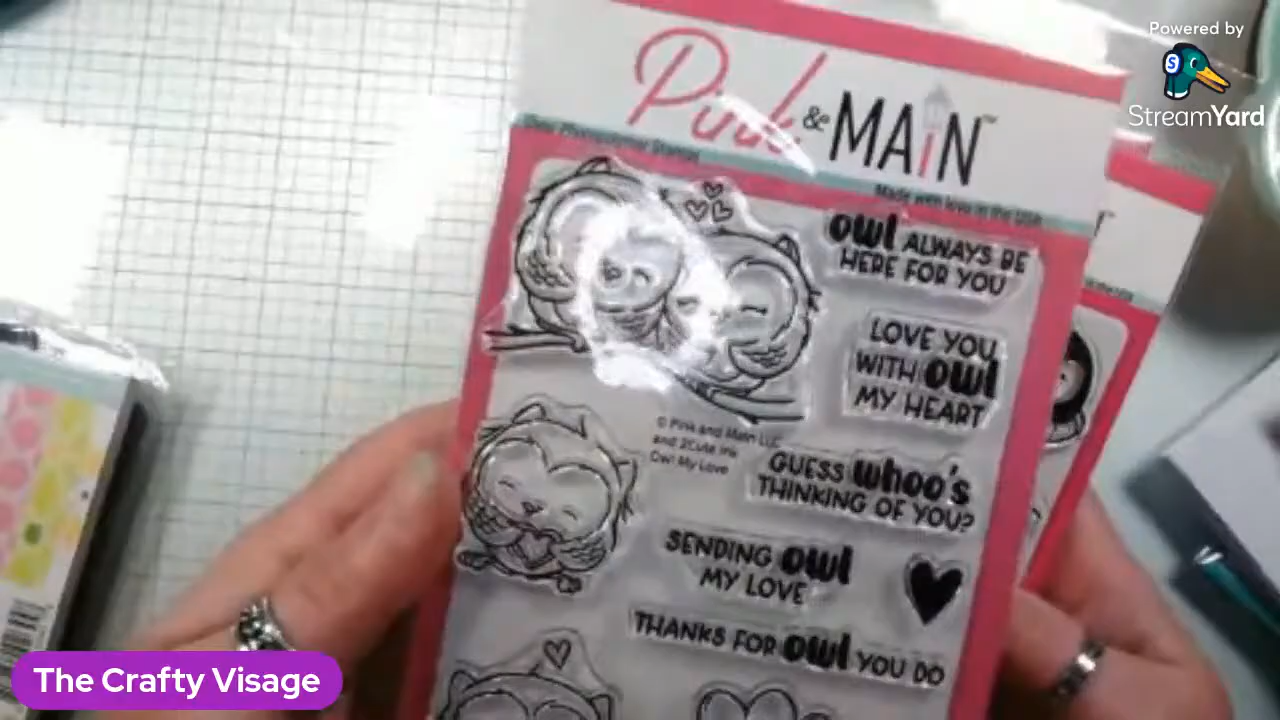 Powered by
StreamYard
Pink & MAiN™
Made with love in the USA
owl ALWAYS BE
HERE FOR YOU
LOVE YOU
WITH owl
MY HEART
© Pink and Main LLC
and 2Cute Ink
Owl My Love
GUESS whoo's
THINKING OF YOU?
SENDING owl
MY LOVE
THANKS FOR owl YOU DO
The Crafty Visage